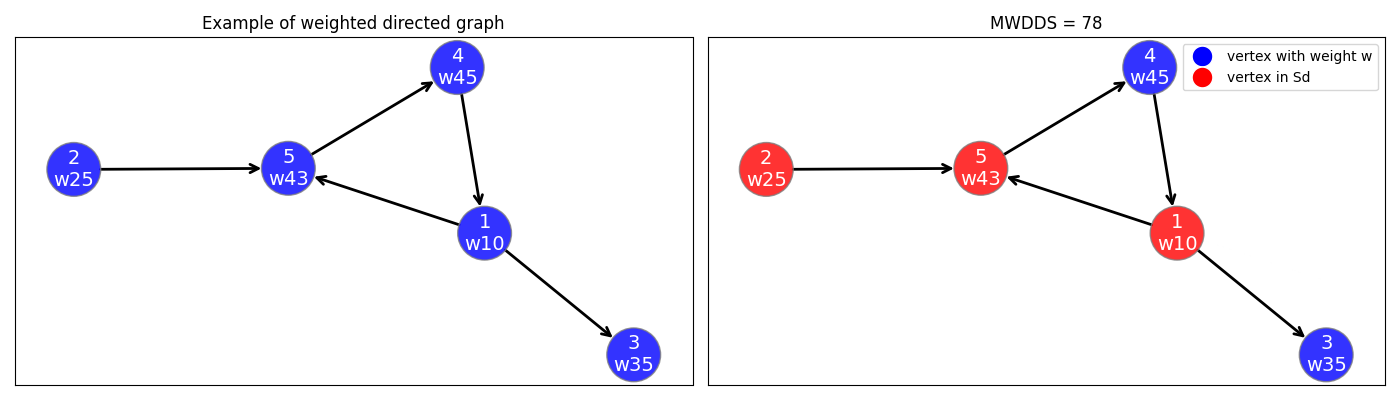 Example of weighted directed graph
4
w45
2
w25
5
w43
1
w10
3
w35
MWDDS = 78
vertex with weight w
vertex in Sd
4
w45
2
w25
5
w43
1
w10
3
w35